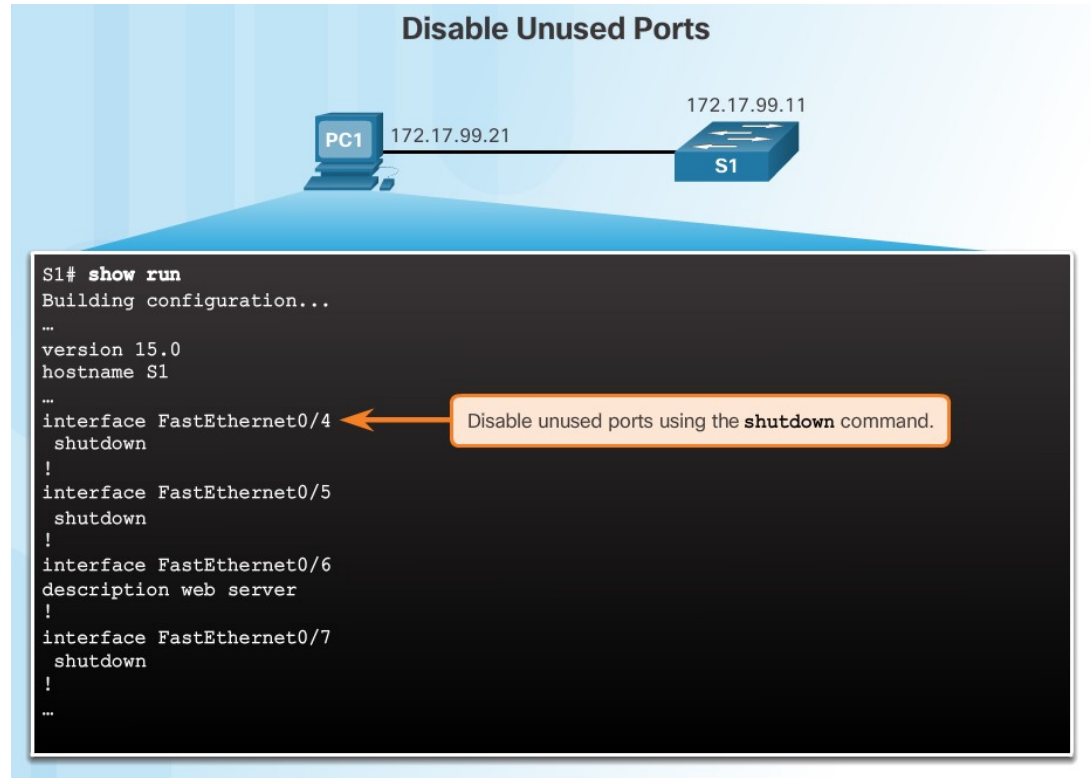 Disable Unused Ports
172.17.99.11
PC1
172.17.99.21
S1
S1# show run
Building configuration...
…
version 15.0
hostname S1
…
interface FastEthernet0/4
Disable unused ports using the shutdown command.
shutdown
!
interface FastEthernet0/5
shutdown
!
interface FastEthernet0/6
description web server
!
interface FastEthernet0/7
shutdown
!
…